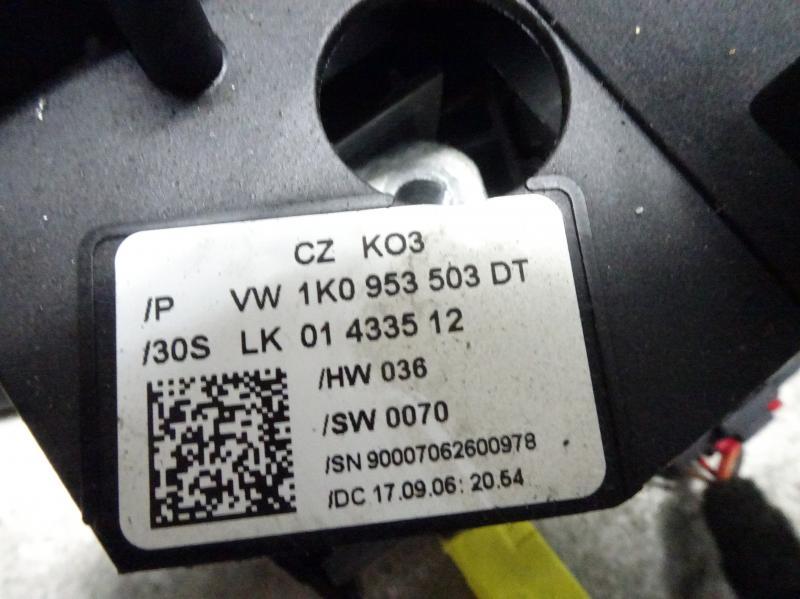 CZ KO3
/P VW 1K0 953 503 DT
/30S LK 01 4335 12
/HW 036
/SW 0070
/SN 90007062600978
/DC 17.09.06: 20.54